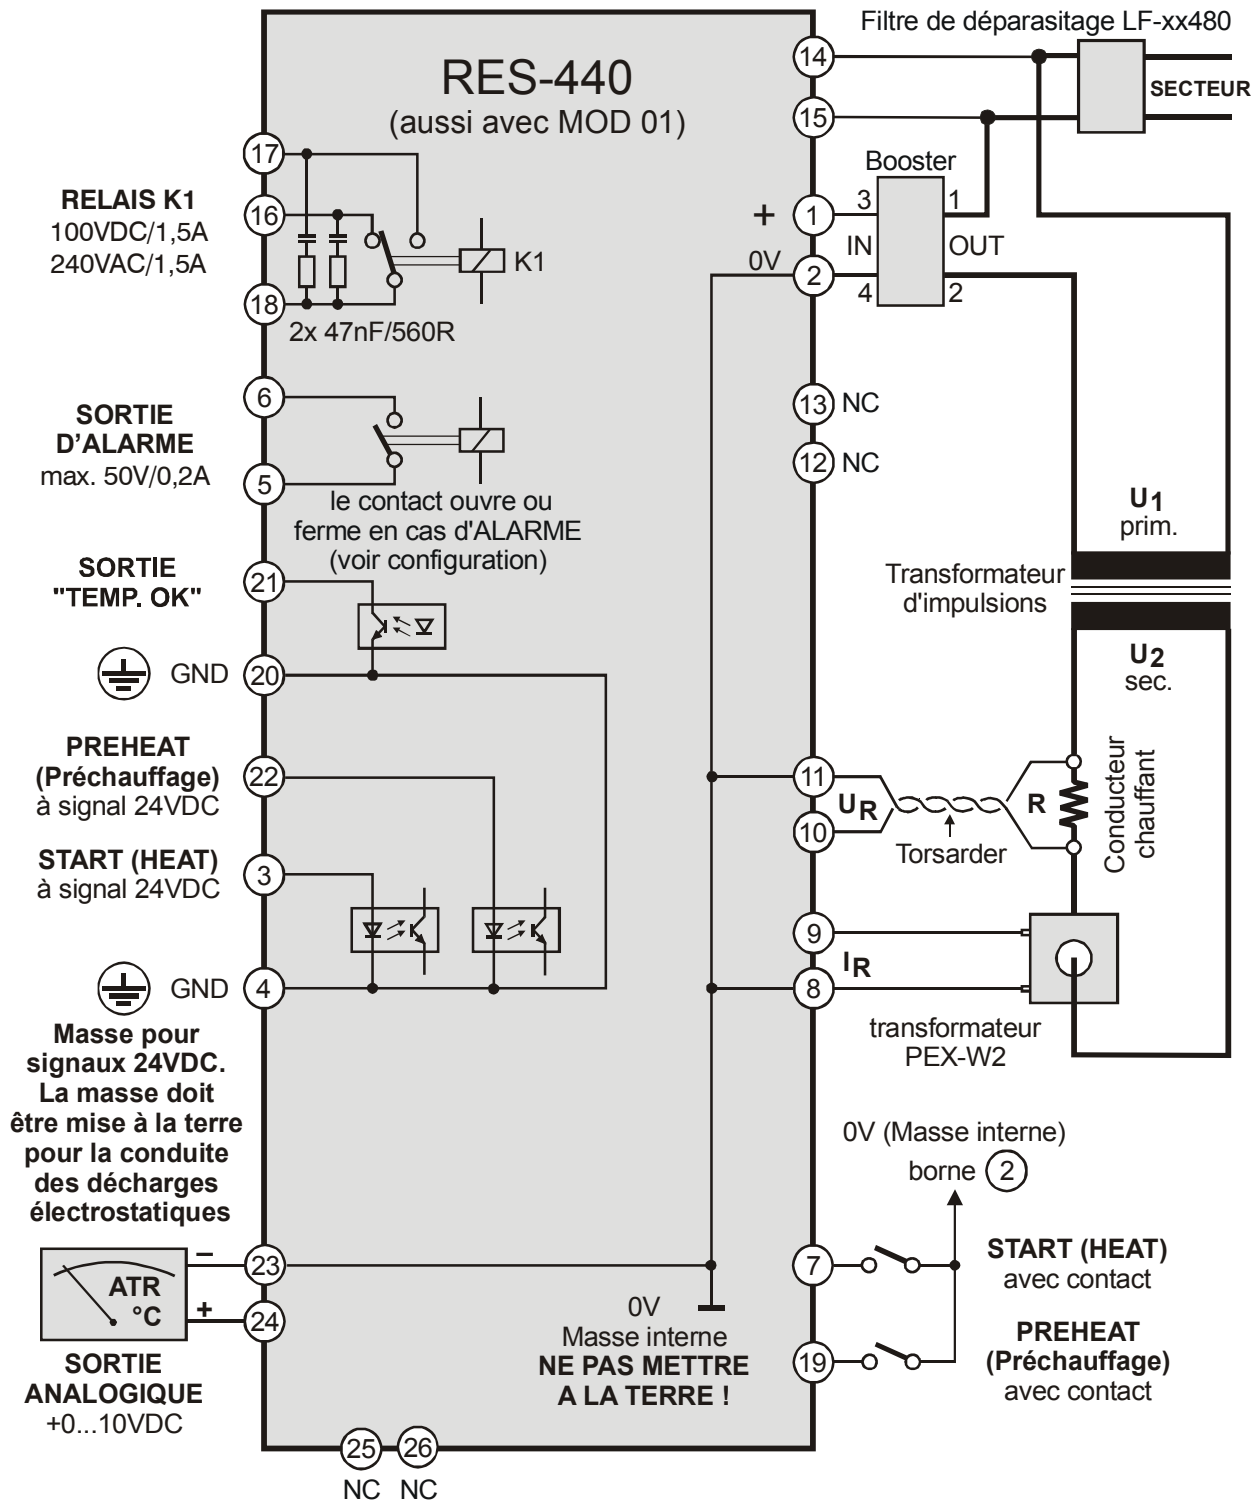 Filtre de déparasitage LF-xx480
RES-440
(aussi avec MOD 01)
14
15
SECTEUR
17
16
18
RELAIS K1
100VDC/1,5A
240VAC/1,5A
K1
2x 47nF/560R
Booster
+
1
3
1
IN
OUT
0V
2
4
2
13
NC
12
NC
6
5
SORTIE
D'ALARME
max. 50V/0,2A
le contact ouvre ou
ferme en cas d'ALARME
(voir configuration)
U1
prim.
Transformateur
d'impulsions
U2
sec.
SORTIE
"TEMP. OK"
21
GND
20
PREHEAT
(Préchauffage)
à signal 24VDC
22
START (HEAT)
à signal 24VDC
3
11
UR
10
Torsarder
R
Conducteur
chauffant
9
IR
8
transformateur
PEX-W2
GND
4
Masse pour
signaux 24VDC.
La masse doit
être mise à la terre
pour la conduite
des décharges
électrostatiques
0V (Masse interne)
borne 2
7
START (HEAT)
avec contact
19
PREHEAT
(Préchauffage)
avec contact
ATR
°C
–
+
23
24
SORTIE
ANALOGIQUE
+0...10VDC
0V
Masse interne
NE PAS METTRE
A LA TERRE !
25
26
NC
NC